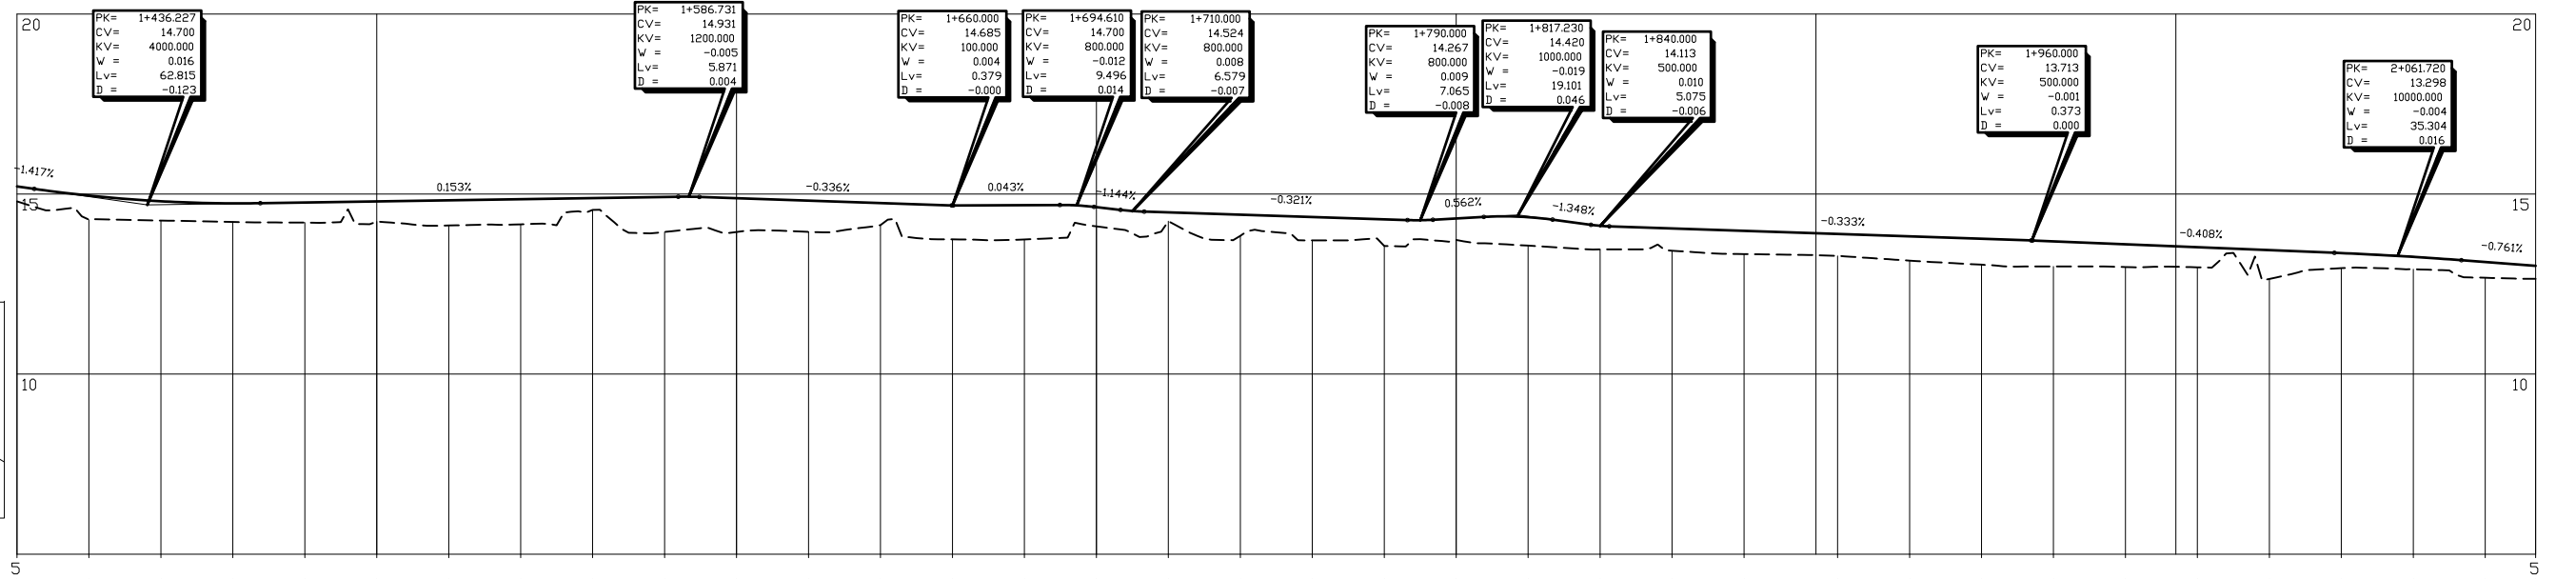 20
PK= 1+436.227
CV= 14.700
KV= 4000.000
W = 0.016
Lv= 62.815
D = -0.123
PK= 1+586.731
CV= 14.931
KV= 1200.000
W = -0.005
Lv= 5.871
D = 0.004
PK= 1+660.000
CV= 14.685
KV= 100.000
W = 0.004
Lv= 0.379
D = -0.000
PK= 1+694.610
CV= 14.700
KV= 800.000
W = -0.012
Lv= 9.496
D = 0.014
PK= 1+710.000
CV= 14.524
KV= 800.000
W = 0.008
Lv= 6.579
D = -0.007
PK= 1+790.000
CV= 14.267
KV= 800.000
W = 0.009
Lv= 7.065
D = -0.008
PK= 1+817.230
CV= 14.420
KV= 1000.000
W = -0.019
Lv= 19.101
D = 0.046
PK= 1+840.000
CV= 14.113
KV= 500.000
W = 0.010
Lv= 5.075
D = -0.006
PK= 1+960.000
CV= 13.713
KV= 500.000
W = -0.001
Lv= 0.373
D = 0.000
PK= 2+061.720
CV= 13.298
KV= 10000.000
W = -0.004
Lv= 35.304
D = 0.016
20
-1.417%
0.153%
-0.336%
0.043%
-1.144%
-0.321%
0.562%
-1.348%
-0.333%
-0.408%
-0.761%
15
15
10
10
5
5